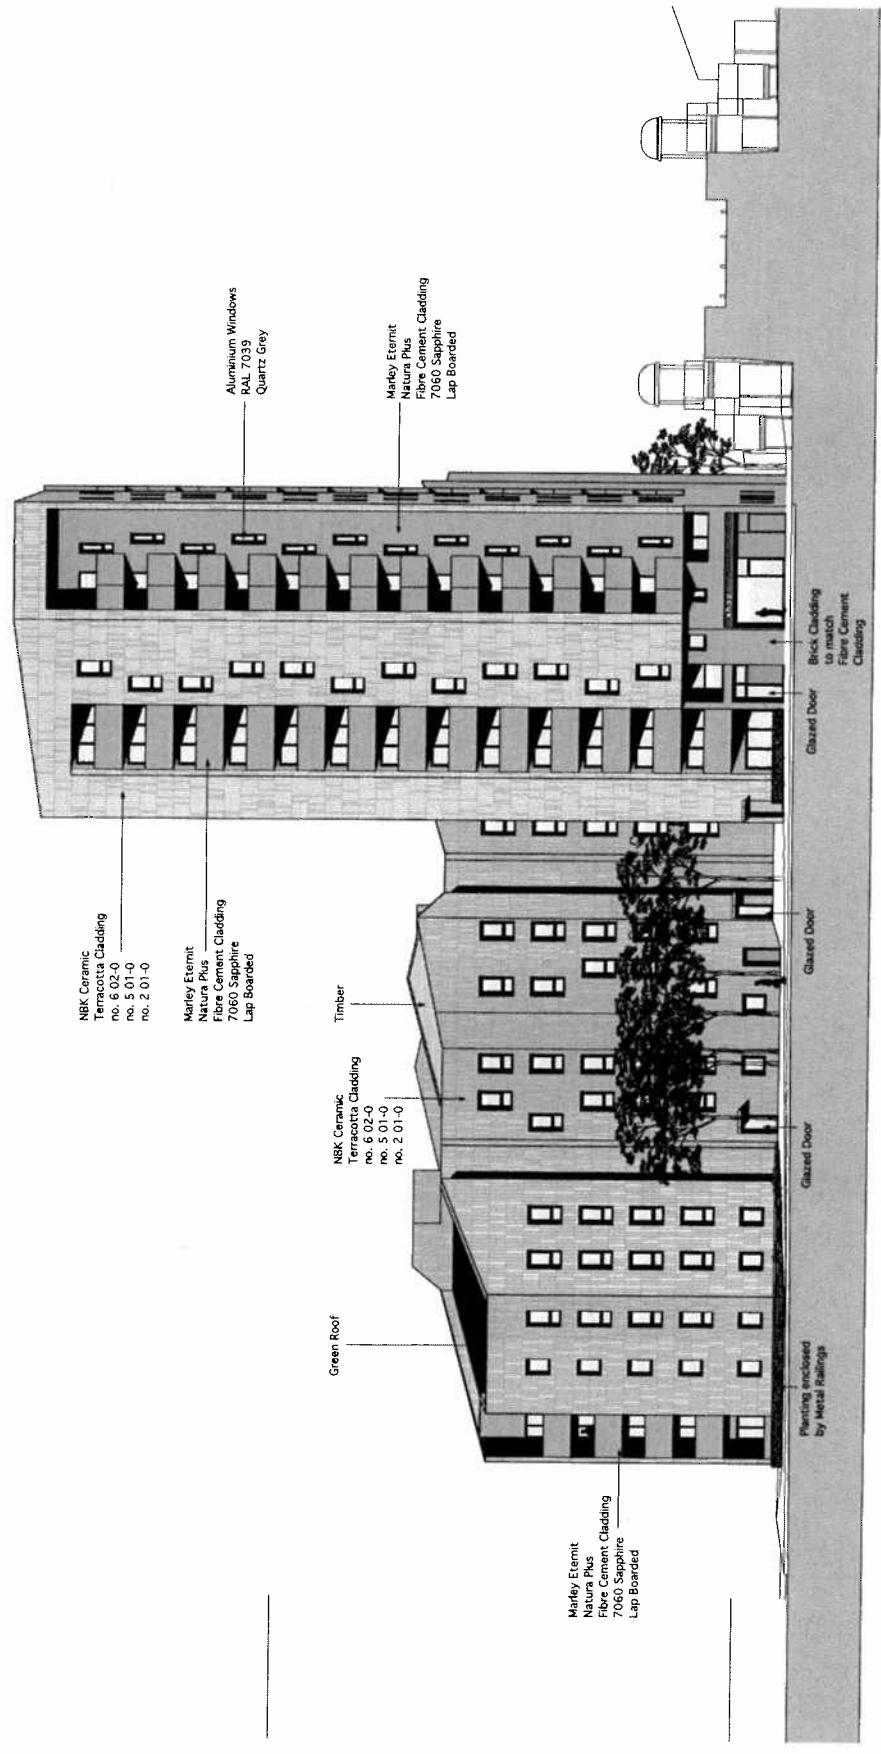 NBK Ceramic
Terracotta Cladding
no. 6 02-0
no. 5 01-0
no. 2 01-0
Marley Eternit
Natura Plus
Fibre Cement Cladding
7060 Sapphire
Lap Boarded
Aluminium Windows
RAL 7039
Quartz Grey
Marley Eternit
Natura Plus
Fibre Cement Cladding
7060 Sapphire
Lap Boarded
Timber
NBK Ceramic
Terracotta Cladding
no. 6 02-0
no. 5 01-0
no. 2 01-0
Green Roof
Marley Eternit
Natura Plus
Fibre Cement Cladding
7060 Sapphire
Lap Boarded
Planting enclosed
by Metal Railings
Glazed Door
Glazed Door
Glazed Door
Brick Cladding
to match
Fibre Cement
Cladding